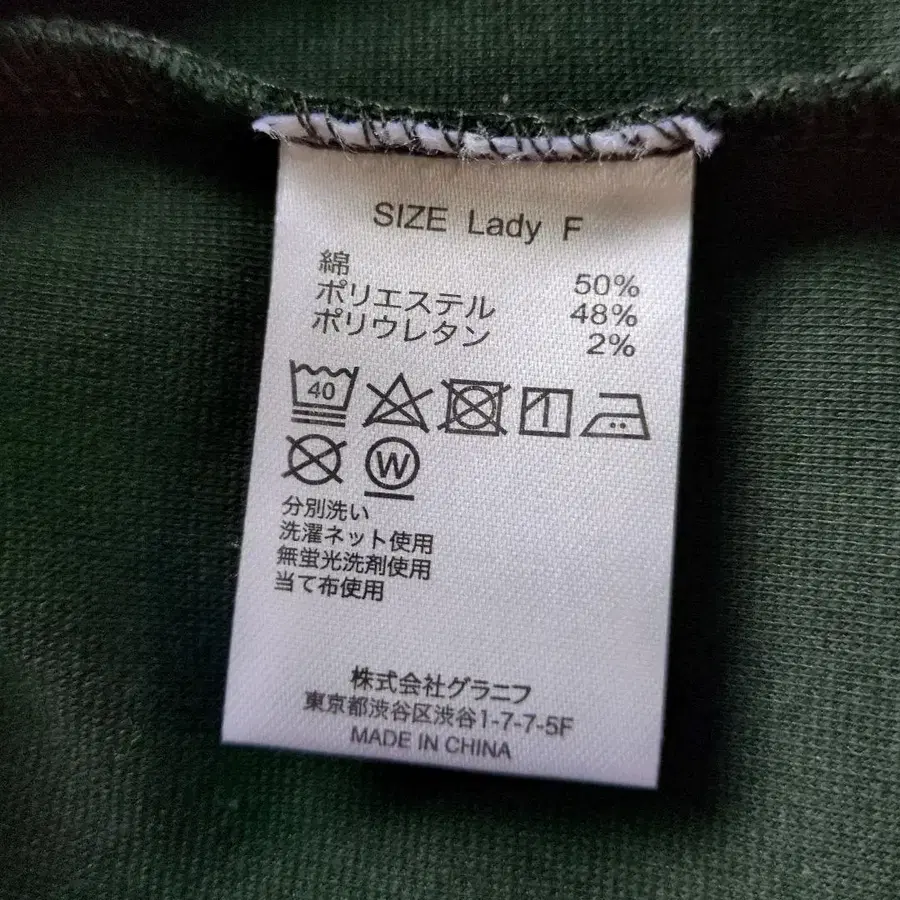 SIZE Lady F
綿 50%
ポリエステル 48%
ポリウレタン 2%
40
W
分別洗い
洗濯ネット使用
無蛍光洗剤使用
当て布使用
株式会社グラニフ
東京都渋谷区渋谷1-7-7-5F
MADE IN CHINA